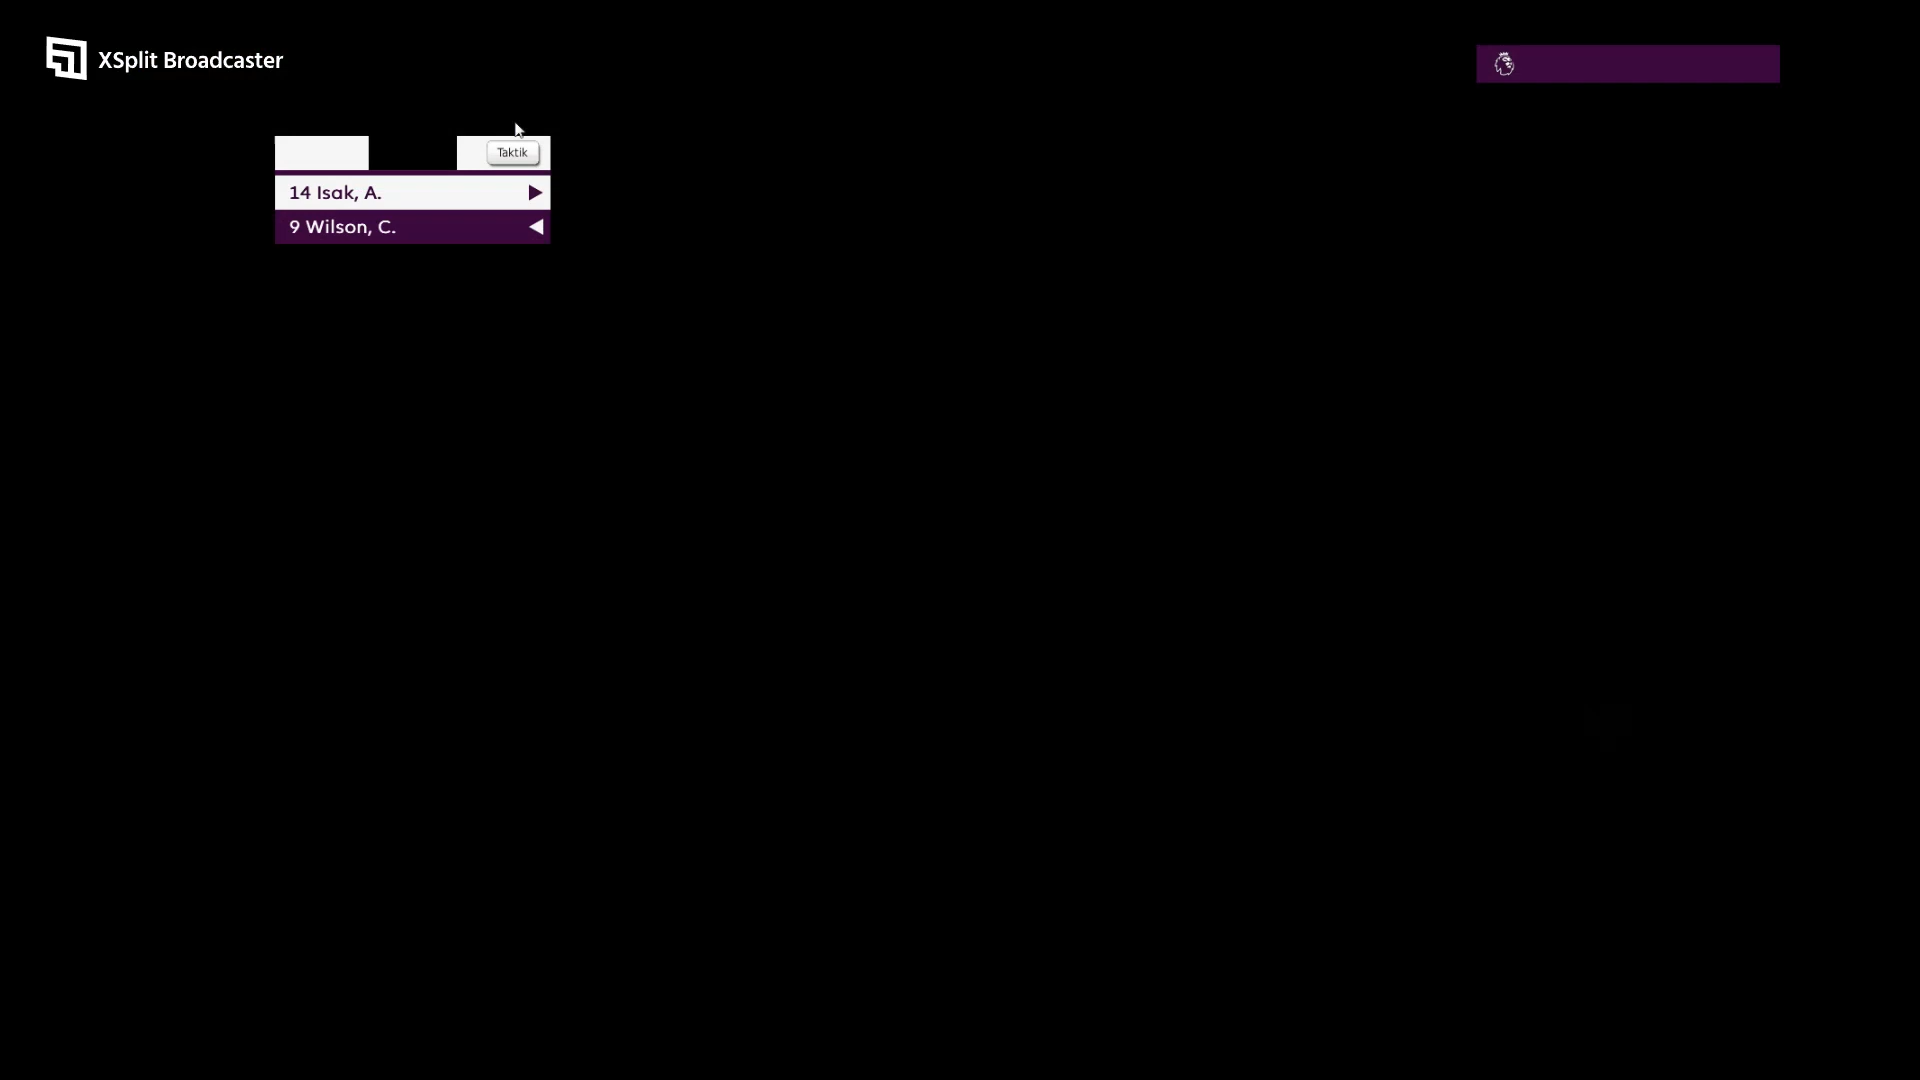 XSplit Broadcaster
Taktik
14 Isak, A.
9 Wilson, C.